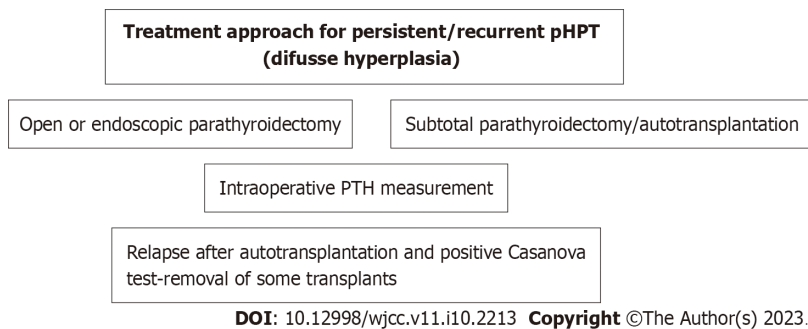 Treatment approach for persistent/recurrent pHPT
(difusse hyperplasia)
Open or endoscopic parathyroidectomy
Subtotal parathyroidectomy/autotransplantation
Intraoperative PTH measurement
Relapse after autotransplantation and positive Casanova
test-removal of some transplants
DOI: 10.12998/wjcc.v11.i10.2213 Copyright ©The Author(s) 2023.